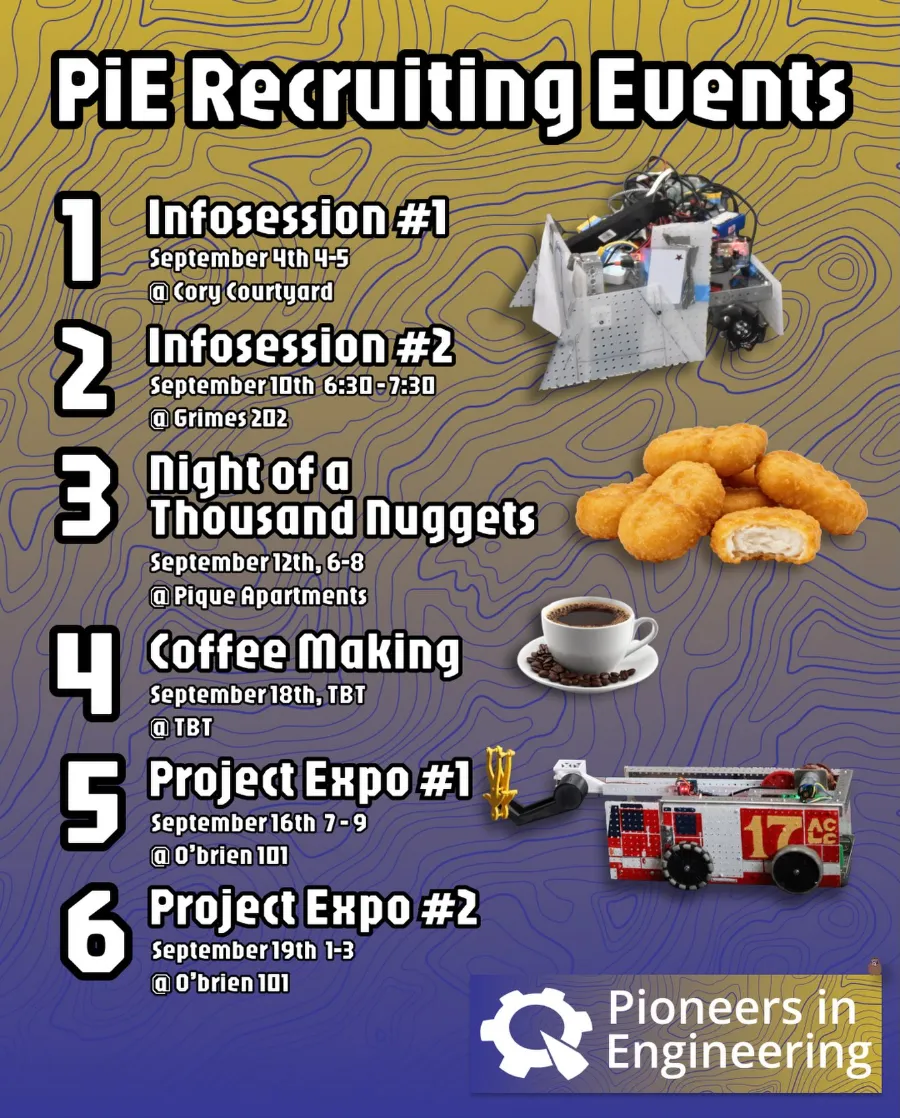 PiE Recruiting Events
1
Infosession #1
September 4th 4-5
@ Cory Courtyard
2
Infosession #2
September 10th 6:30 - 7:30
@ Grimes 202
3
Night of a
Thousand Nuggets
September 12th, 6-8
@ Pique Apartments
4
Coffee Making
September 18th, TBT
@ TBT
5
Project Expo #1
September 16th 7 - 9
@ O'brien 101
6
Project Expo #2
September 19th 1-3
@ O'brien 101
17 AC
LC
Pioneers in
Engineering